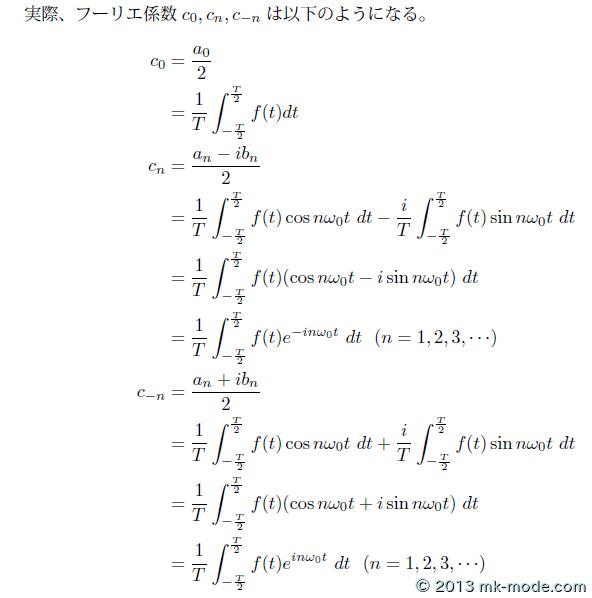 実際、フーリエ係数 $c_0, c_n, c_{-n}$ は以下のようになる。
$c_0 = \frac{a_0}{2}$
$= \frac{1}{T} \int_{-\frac{T}{2}}^{\frac{T}{2}} f(t)dt$
$c_n = \frac{a_n - ib_n}{2}$
$= \frac{1}{T} \int_{-\frac{T}{2}}^{\frac{T}{2}} f(t) \cos n\omega_0 t \ dt - \frac{i}{T} \int_{-\frac{T}{2}}^{\frac{T}{2}} f(t) \sin n\omega_0 t \ dt$
$= \frac{1}{T} \int_{-\frac{T}{2}}^{\frac{T}{2}} f(t)(\cos n\omega_0 t - i \sin n\omega_0 t) \ dt$
$= \frac{1}{T} \int_{-\frac{T}{2}}^{\frac{T}{2}} f(t)e^{-in\omega_0 t} \ dt \ \ (n = 1, 2, 3, \cdots)$
$c_{-n} = \frac{a_n + ib_n}{2}$
$= \frac{1}{T} \int_{-\frac{T}{2}}^{\frac{T}{2}} f(t) \cos n\omega_0 t \ dt + \frac{i}{T} \int_{-\frac{T}{2}}^{\frac{T}{2}} f(t) \sin n\omega_0 t \ dt$
$= \frac{1}{T} \int_{-\frac{T}{2}}^{\frac{T}{2}} f(t)(\cos n\omega_0 t + i \sin n\omega_0 t) \ dt$
$= \frac{1}{T} \int_{-\frac{T}{2}}^{\frac{T}{2}} f(t)e^{in\omega_0 t} \ dt \ \ (n = 1, 2, 3, \cdots)$
© 2013 mk-mode.com